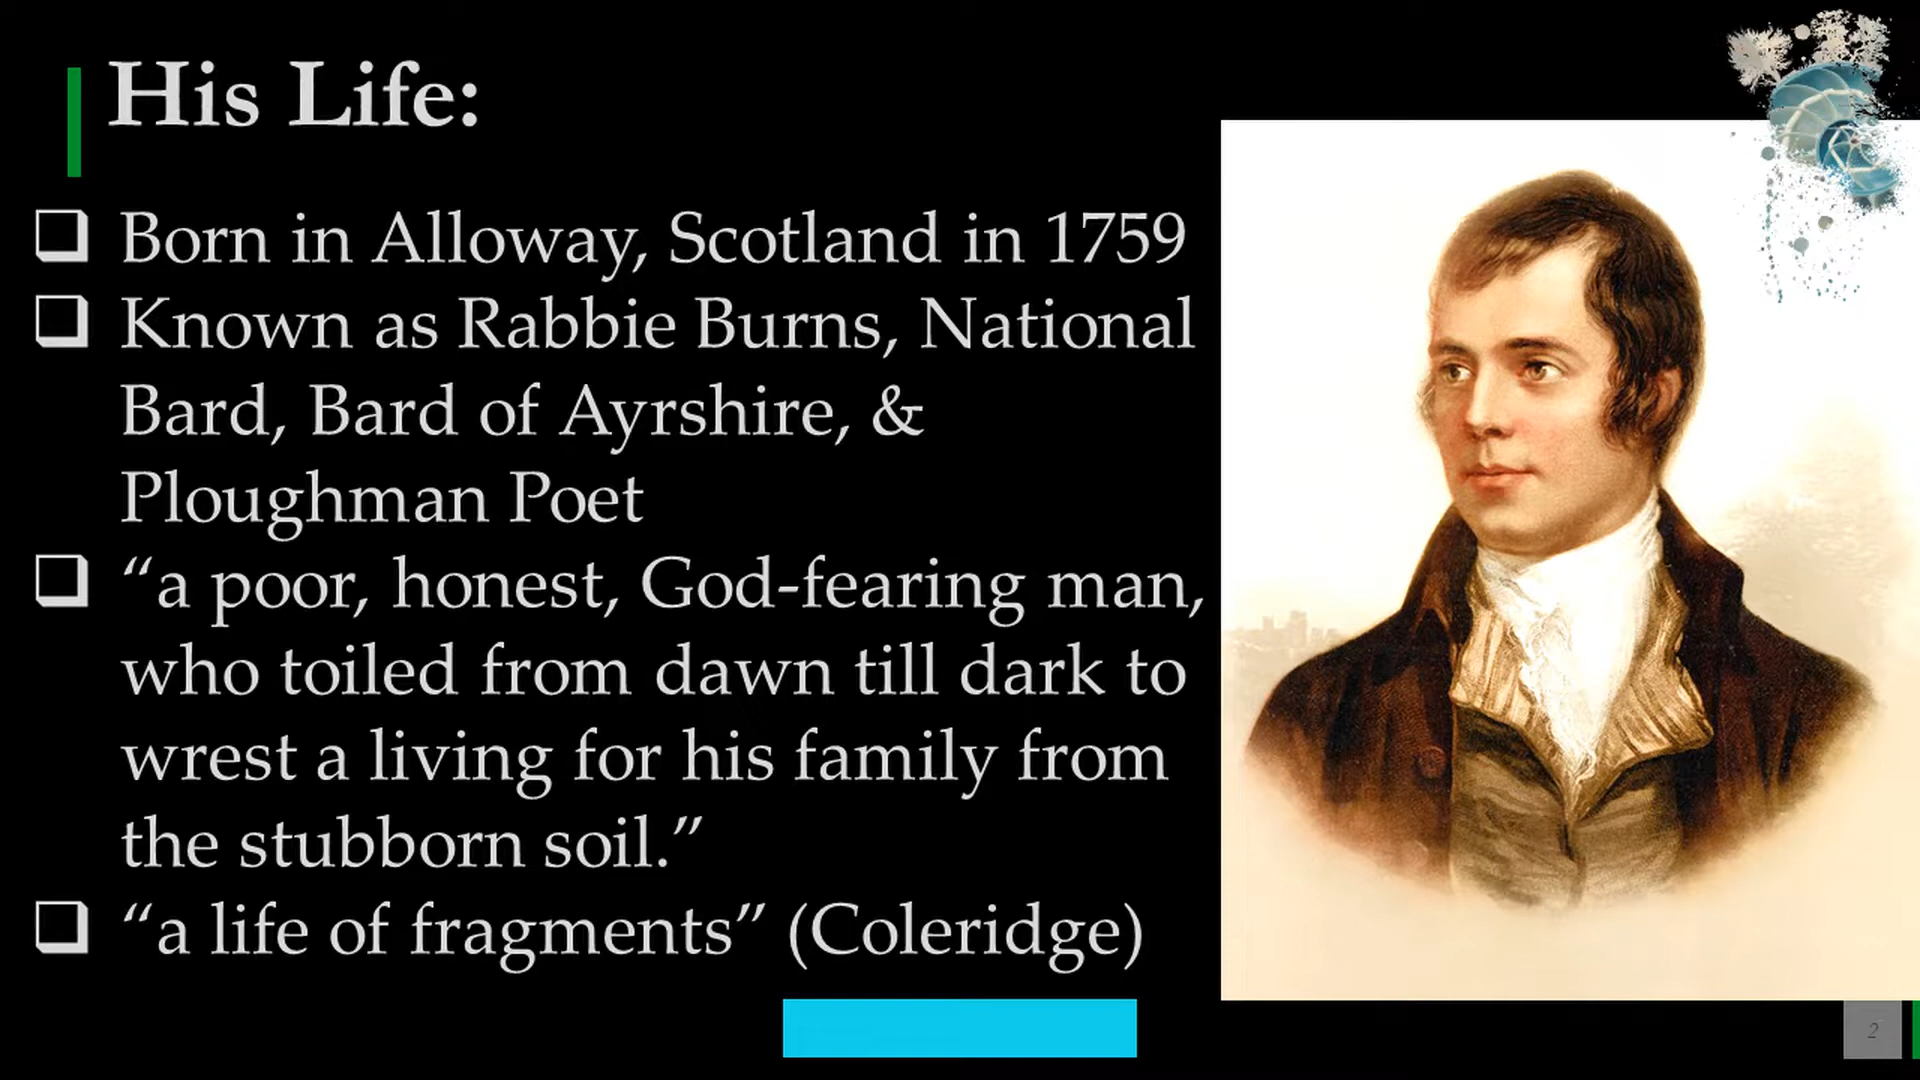 His Life:
Born in Alloway, Scotland in 1759
Known as Rabbie Burns, National
Bard, Bard of Ayrshire, &
Ploughman Poet
“a poor, honest, God-fearing man,
who toiled from dawn till dark to
wrest a living for his family from
the stubborn soil.”
“a life of fragments” (Coleridge)
2